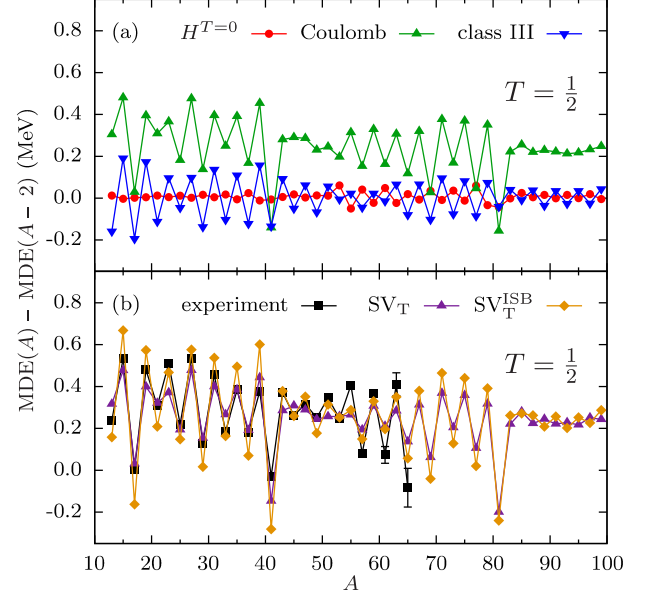 0.8
(a) H^{T=0} Coulomb class III
0.6
T = 1/2
0.4
0.2
0.0
-0.2
MDE(A) − MDE(A − 2) (MeV)
0.8
(b) experiment SV_T SV_T^{ISB}
0.6
T = 1/2
0.4
0.2
0.0
-0.2
10 20 30 40 50 60 70 80 90 100
A